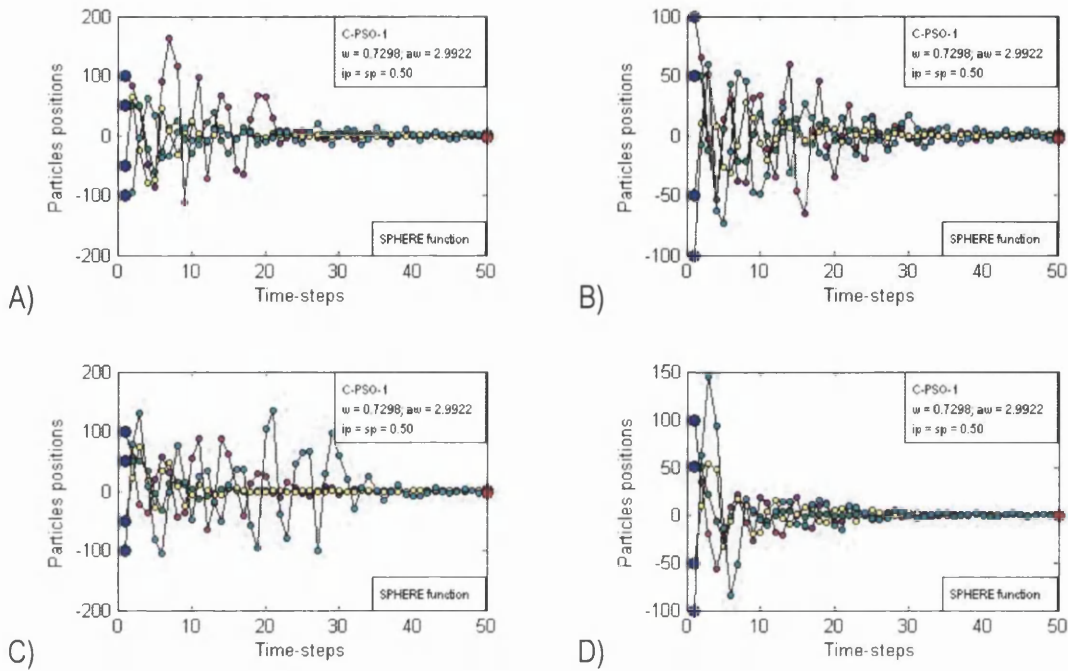 200
100
0
-100
-200
Particles positions
C-PSO-1
w = 0.7298; aw = 2.9922
ip = sp = 0.50
SPHERE function
0 10 20 30 40 50
Time-steps
A)
100
50
0
-50
-100
Particles positions
C-PSO-1
w = 0.7298; aw = 2.9922
ip = sp = 0.50
SPHERE function
0 10 20 30 40 50
Time-steps
B)
200
100
0
-100
-200
Particles positions
C-PSO-1
w = 0.7298; aw = 2.9922
ip = sp = 0.50
SPHERE function
0 10 20 30 40 50
Time-steps
C)
150
100
50
0
-50
-100
Particles positions
C-PSO-1
w = 0.7298; aw = 2.9922
ip = sp = 0.50
SPHERE function
0 10 20 30 40 50
Time-steps
D)